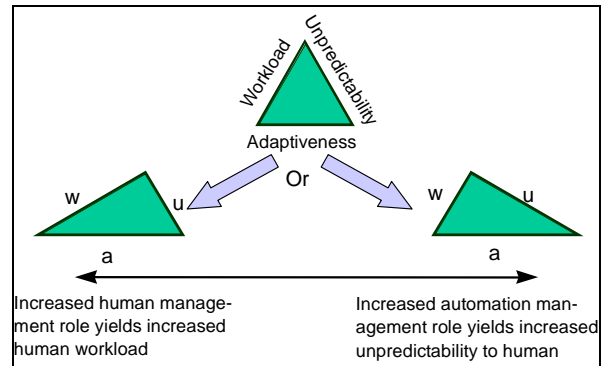 Workload
Unpredictability
Adaptiveness
Or
w
u
a
w
u
a
Increased human manage-
ment role yields increased
human workload
Increased automation man-
agement role yields increased
unpredictability to human